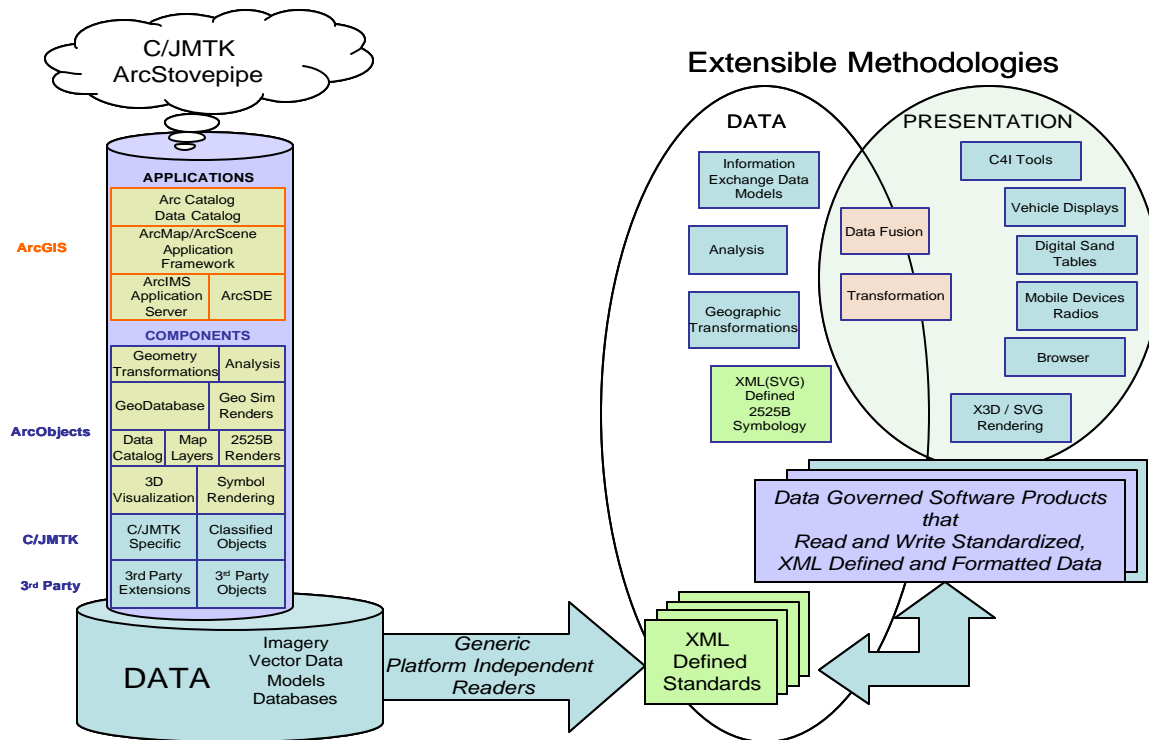 C/JMTK
ArcStovepipe
APPLICATIONS
Arc Catalog
Data Catalog
ArcMap/ArcScene
Application
Framework
ArcIMS
Application
Server
ArcSDE
ArcGIS
COMPONENTS
Geometry
Transformations
Analysis
GeoDatabase
Geo Sim
Renders
ArcObjects
Data
Catalog
Map
Layers
2525B
Renders
3D
Visualization
Symbol
Rendering
C/JMTK
C/JMTK
Specific
Classified
Objects
3rd Party
3rd Party
Extensions
3rd Party
Objects
DATA
Imagery
Vector Data
Models
Databases
Generic
Platform Independent
Readers
Extensible Methodologies
DATA
Information
Exchange Data
Models
Analysis
Geographic
Transformations
XML(SVG)
Defined
2525B
Symbology
Data Fusion
Transformation
PRESENTATION
C4I Tools
Vehicle Displays
Digital Sand
Tables
Mobile Devices
Radios
Browser
X3D / SVG
Rendering
Data Governed Software Products
that
Read and Write Standardized,
XML Defined and Formatted Data
XML
Defined
Standards